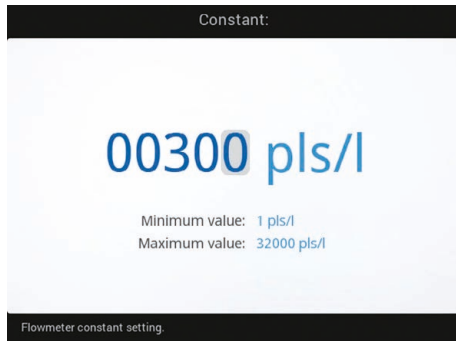 Constant:
00300 pls/l
Minimum value: 1 pls/l
Maximum value: 32000 pls/l
Flowmeter constant setting.